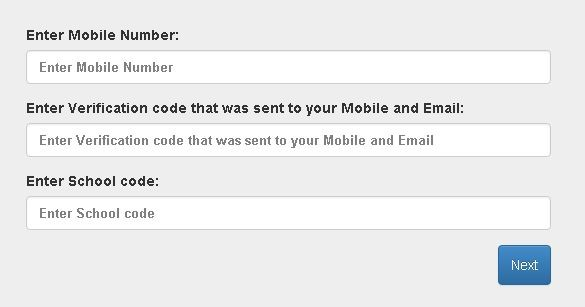 Enter Mobile Number:
Enter Mobile Number
Enter Verification code that was sent to your Mobile and Email:
Enter Verification code that was sent to your Mobile and Email
Enter School code:
Enter School code
Next